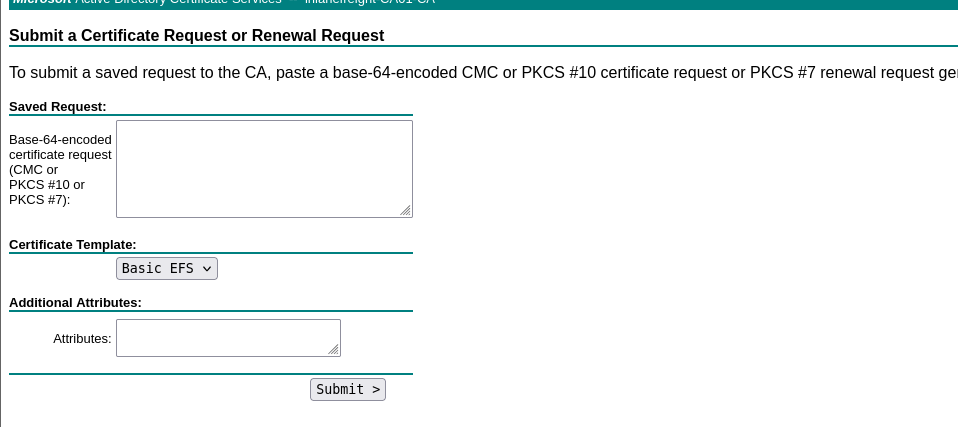 Microsoft Active Directory Certificate Services -- inlanefreight-CA01-CA
Submit a Certificate Request or Renewal Request
To submit a saved request to the CA, paste a base-64-encoded CMC or PKCS #10 certificate request or PKCS #7 renewal request ge
Saved Request:
Base-64-encoded
certificate request
(CMC or
PKCS #10 or
PKCS #7):
Certificate Template:
Basic EFS
Additional Attributes:
Attributes:
Submit >